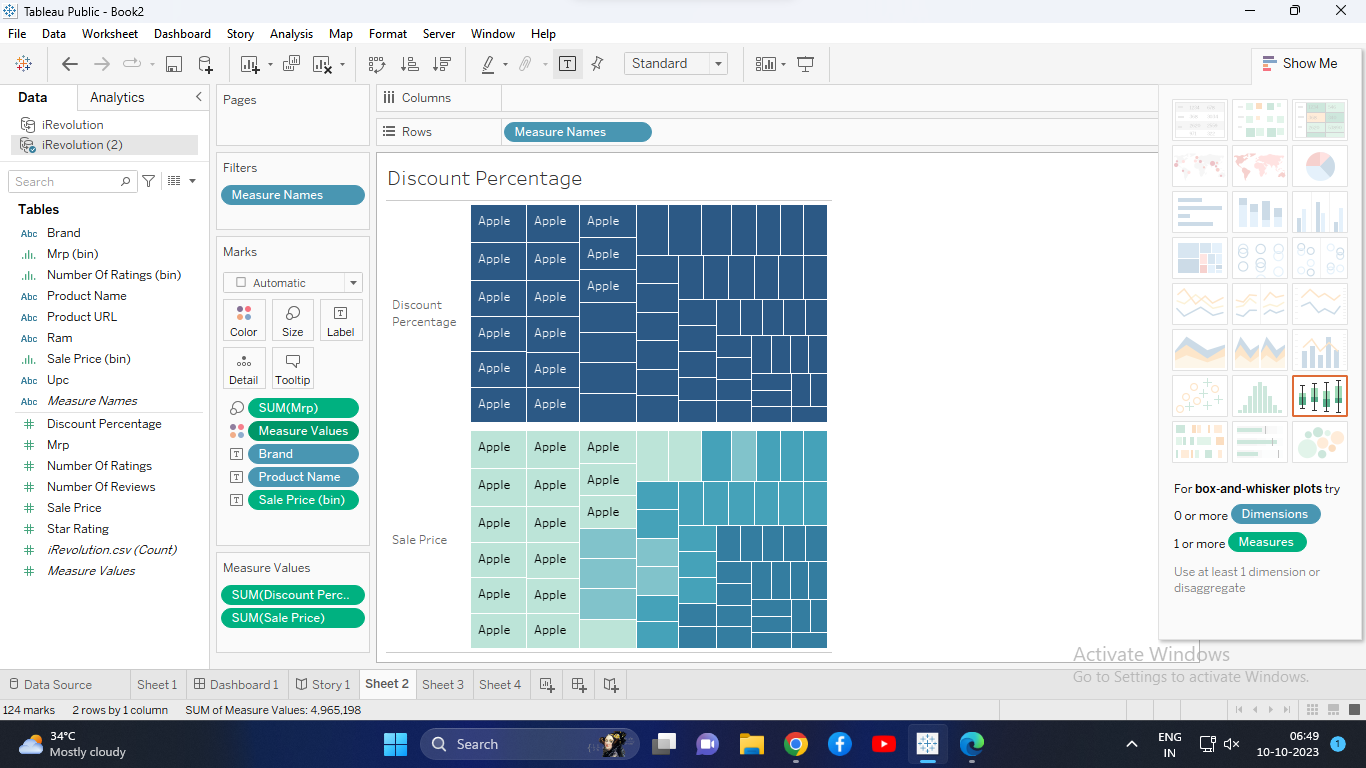 Tableau Public - Book2
File Data Worksheet Dashboard Story Analysis Map Format Server Window Help
Standard
Show Me
Data Analytics
iRevolution
iRevolution (2)
Search
Tables
Abc Brand
Mrp (bin)
Number Of Ratings (bin)
Abc Product Name
Abc Product URL
Abc Ram
Sale Price (bin)
Abc Upc
Abc Measure Names
# Discount Percentage
# Mrp
# Number Of Ratings
# Number Of Reviews
# Sale Price
# Star Rating
# iRevolution.csv (Count)
# Measure Values
Pages
Filters
Measure Names
Marks
Automatic
Color Size Label
Detail Tooltip
SUM(Mrp)
Measure Values
Brand
Product Name
Sale Price (bin)
Measure Values
SUM(Discount Perc..
SUM(Sale Price)
Columns
Rows Measure Names
Discount Percentage
Discount
Percentage
Apple Apple Apple
Apple Apple Apple
Apple Apple Apple
Apple Apple
Apple Apple
Apple Apple
Sale Price
Apple Apple Apple
Apple Apple Apple
Apple Apple Apple
Apple Apple
Apple Apple
Apple Apple
For box-and-whisker plots try
0 or more Dimensions
1 or more Measures
Use at least 1 dimension or
disaggregate
Activate Windows
Go to Settings to activate Windows.
Data Source Sheet 1 Dashboard 1 Story 1 Sheet 2 Sheet 3 Sheet 4
124 marks 2 rows by 1 column SUM of Measure Values: 4,965,198
34°C
Mostly cloudy
Search
ENG
IN
06:49
10-10-2023
1